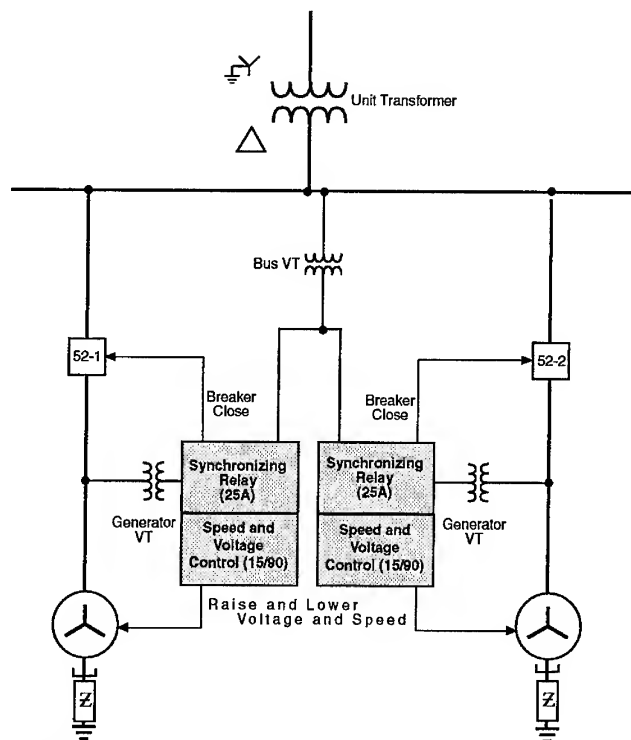 Unit Transformer
Bus VT
52-1
52-2
Breaker
Close
Breaker
Close
Synchronizing
Relay
(25A)
Synchronizing
Relay
(25A)
Generator
VT
Generator
VT
Speed and
Voltage
Control (15/90)
Speed and
Voltage
Control (15/90)
Raise and Lower
Voltage and Speed
Z
Z